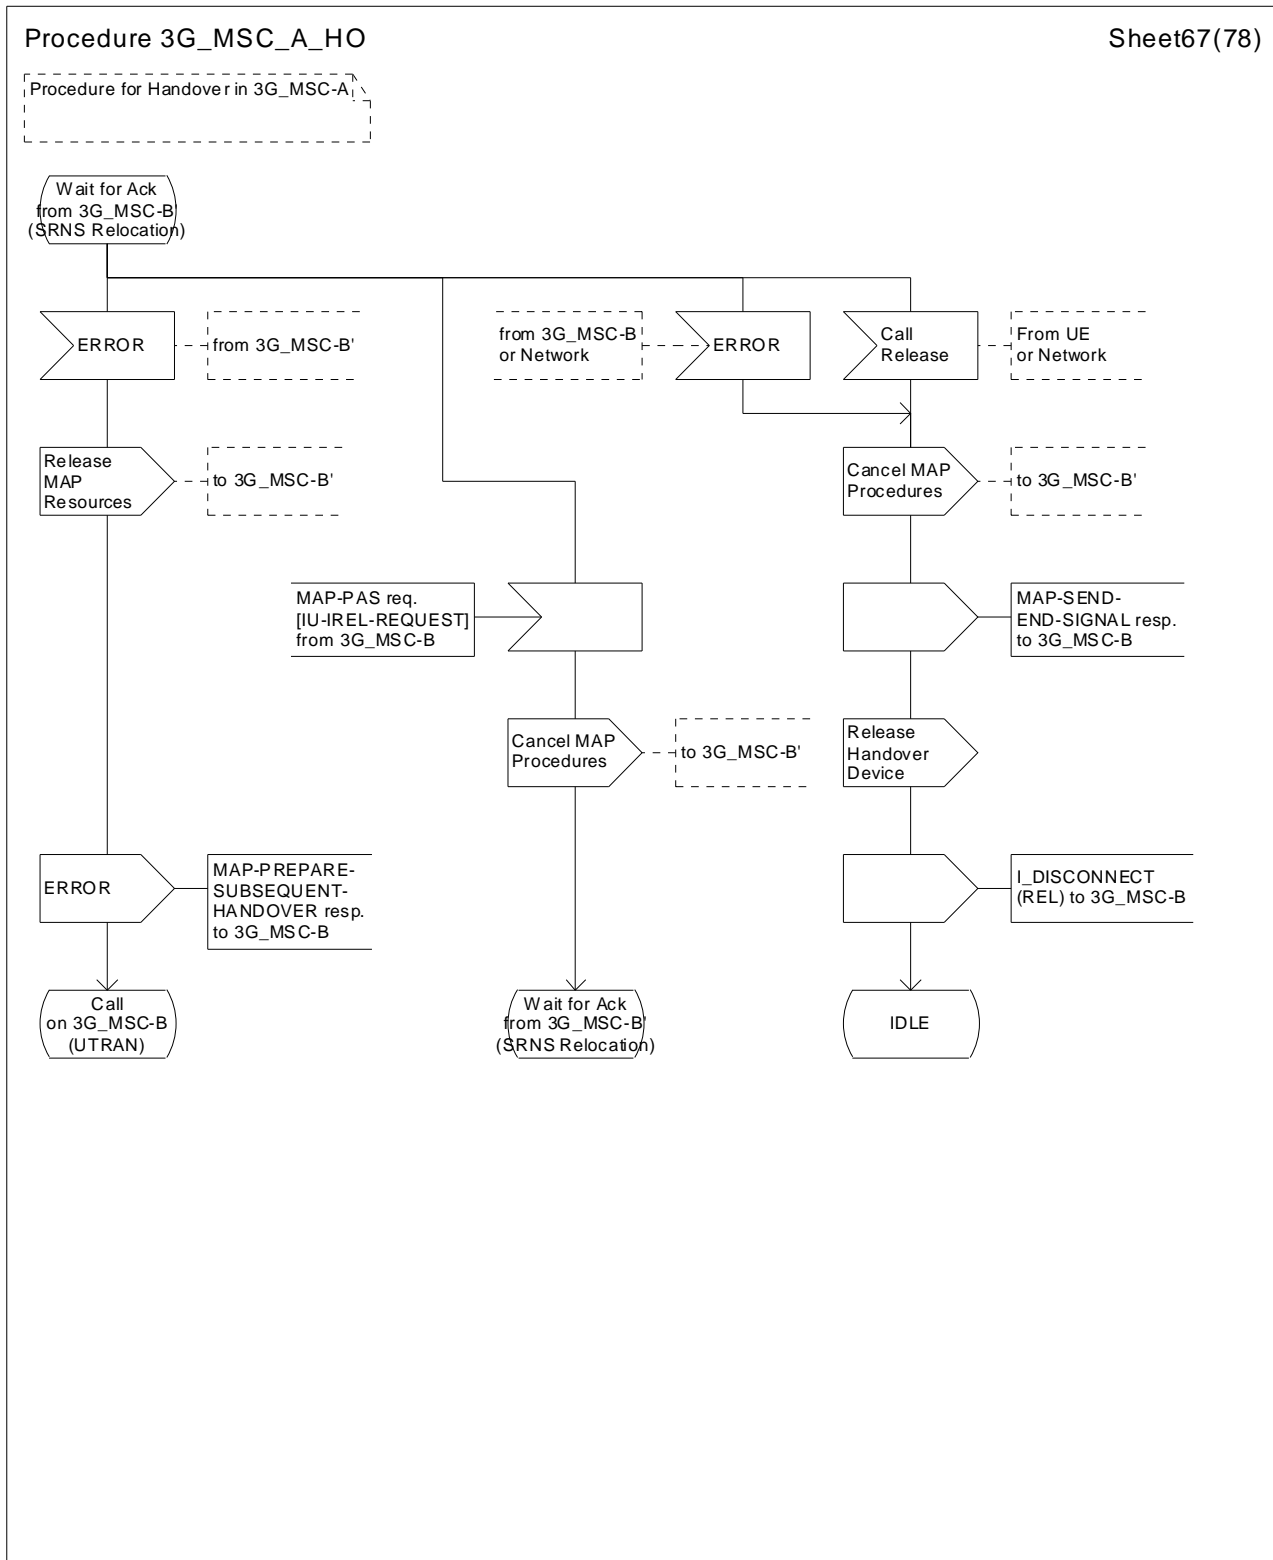 Procedure 3G_MSC_A_HO
Sheet67(78)
Procedure for Handover in 3G_MSC-A
Wait for Ack
from 3G_MSC-B'
(SRNS Relocation)
ERROR
from 3G_MSC-B'
from 3G_MSC-B
or Network
ERROR
Call
Release
From UE
or Network
Release
MAP
Resources
to 3G_MSC-B'
Cancel MAP
Procedures
to 3G_MSC-B'
MAP-PAS req.
[IU-IREL-REQUEST]
from 3G_MSC-B
MAP-SEND-
END-SIGNAL resp.
to 3G_MSC-B
Cancel MAP
Procedures
to 3G_MSC-B'
Release
Handover
Device
ERROR
MAP-PREPARE-
SUBSEQUENT-
HANDOVER resp.
to 3G_MSC-B
I_DISCONNECT
(REL) to 3G_MSC-B
Call
on 3G_MSC-B
(UTRAN)
Wait for Ack
from 3G_MSC-B'
(SRNS Relocation)
IDLE